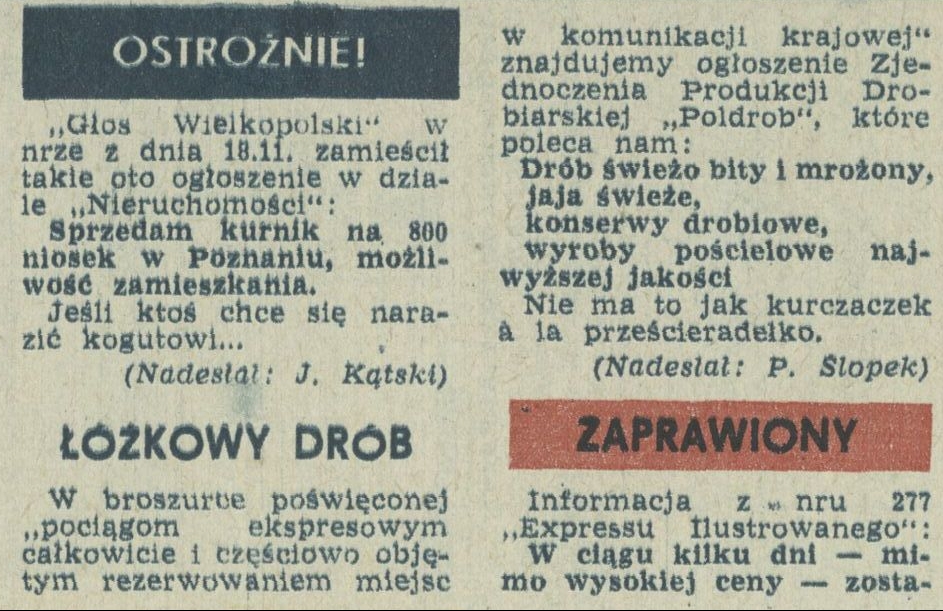 OSTROŻNIE!
„Głos Wielkopolski“ w
nrze z dnia 18.11. zamieścił
takie oto ogłoszenie w dzia-
le „Nieruchomości“:
Sprzedam kurnik na 800
niosek w Poznaniu, możli-
wość zamieszkania.
Jeśli ktoś chce się nara-
zić kogutowi...
(Nadesłał: J. Kątski)
ŁÓŻKOWY DRÓB
W broszurce poświęconej
„pociągom ekspresowym
całkowicie i częściowo obję-
tym rezerwowaniem miejsc
w komunikacji krajowej“
znajdujemy ogłoszenie Zje-
dnoczenia Produkcji Dro-
biarskiej „Poldrob“, które
poleca nam:
Drób świeżo bity i mrożony,
jaja świeże,
konserwy drobiowe,
wyroby pościelowe naj-
wyższej jakości
Nie ma to jak kurczaczek
à la prześcieradełko.
(Nadesłał: P. Slopek)
ZAPRAWIONY
Informacja z nru 277
„Expressu Ilustrowanego“:
W ciągu kilku dni — mi-
mo wysokiej ceny — zosta-